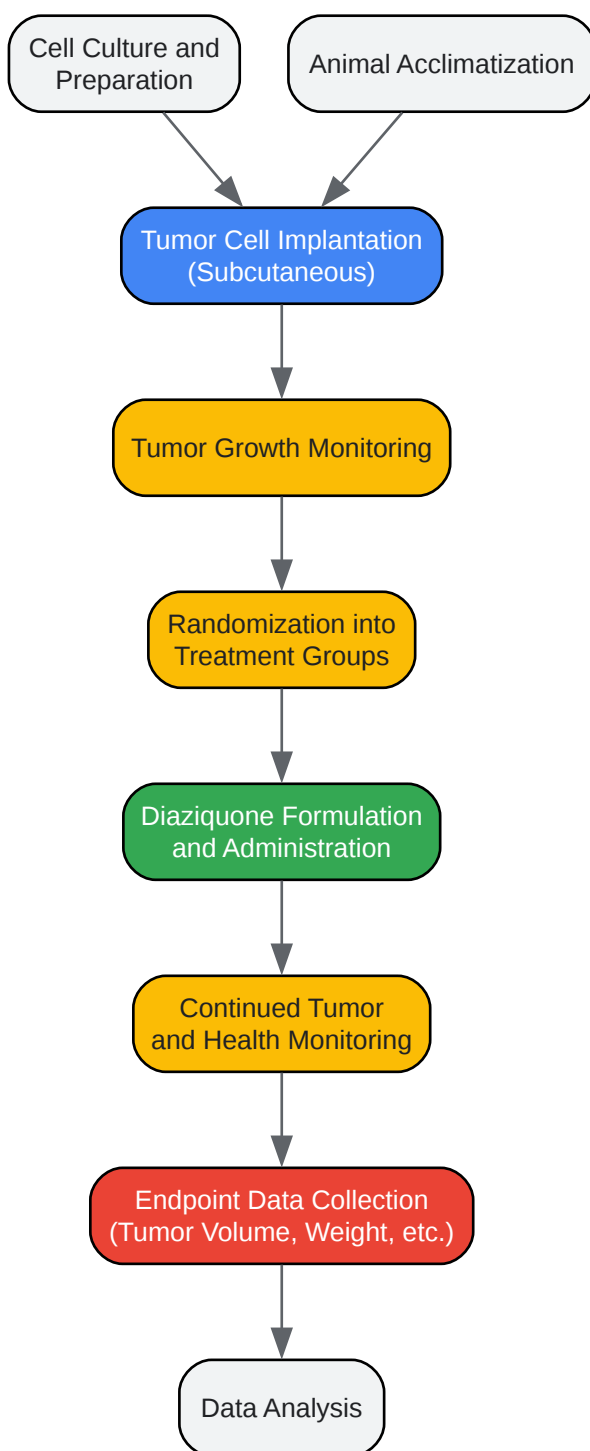 Cell Culture and
Preparation
Animal Acclimatization
Tumor Cell Implantation
(Subcutaneous)
Tumor Growth Monitoring
Randomization into
Treatment Groups
Diaziquone Formulation
and Administration
Continued Tumor
and Health Monitoring
Endpoint Data Collection
(Tumor Volume, Weight, etc.)
Data Analysis